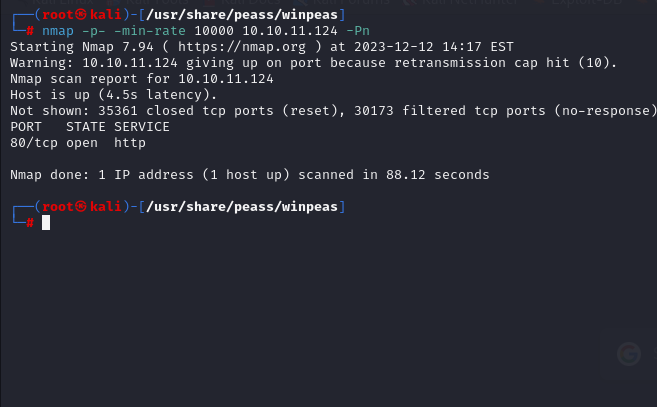 ┌──(root㉿kali)-[/usr/share/peass/winpeas]
└─# nmap -p- -min-rate 10000 10.10.11.124 -Pn
Starting Nmap 7.94 ( https://nmap.org ) at 2023-12-12 14:17 EST
Warning: 10.10.11.124 giving up on port because retransmission cap hit (10).
Nmap scan report for 10.10.11.124
Host is up (4.5s latency).
Not shown: 35361 closed tcp ports (reset), 30173 filtered tcp ports (no-response)
PORT   STATE SERVICE
80/tcp open  http
Nmap done: 1 IP address (1 host up) scanned in 88.12 seconds
┌──(root㉿kali)-[/usr/share/peass/winpeas]
└─#